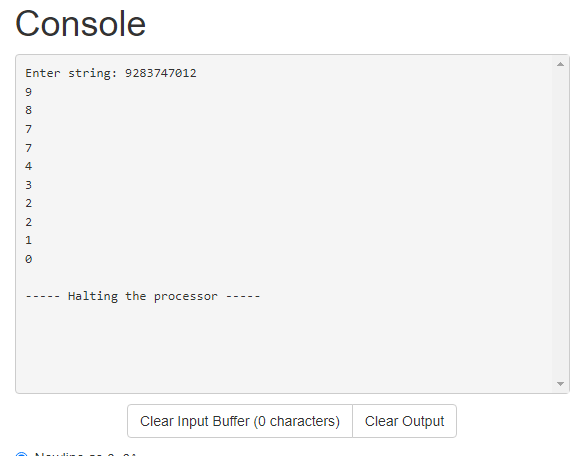 Console
Enter string: 9283747012
9
8
7
7
4
3
2
2
1
0
----- Halting the processor -----
Clear Input Buffer (0 characters)
Clear Output